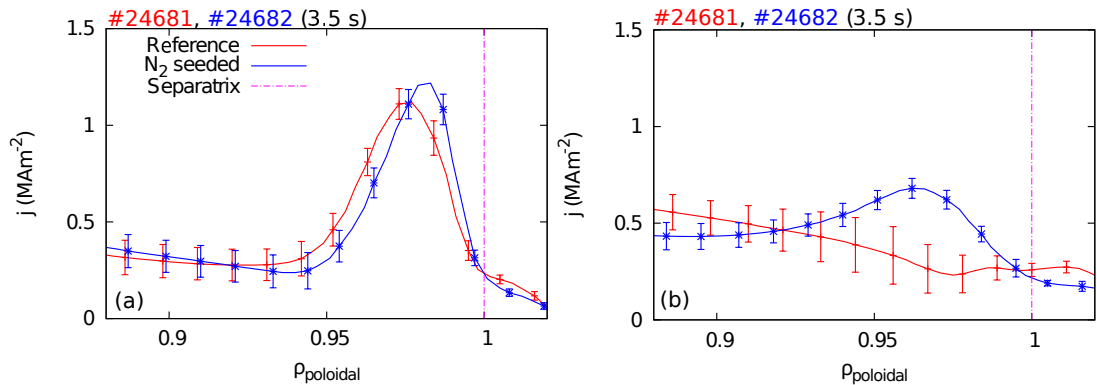 #24681, #24682 (3.5 s)
Reference
N2 seeded
Separatrix
1.5
1
0.5
0
j (MAm-2)
(a)
0.9
0.95
1
ρpoloidal
#24681, #24682 (3.5 s)
1.5
1
0.5
0
j (MAm-2)
(b)
0.9
0.95
1
ρpoloidal